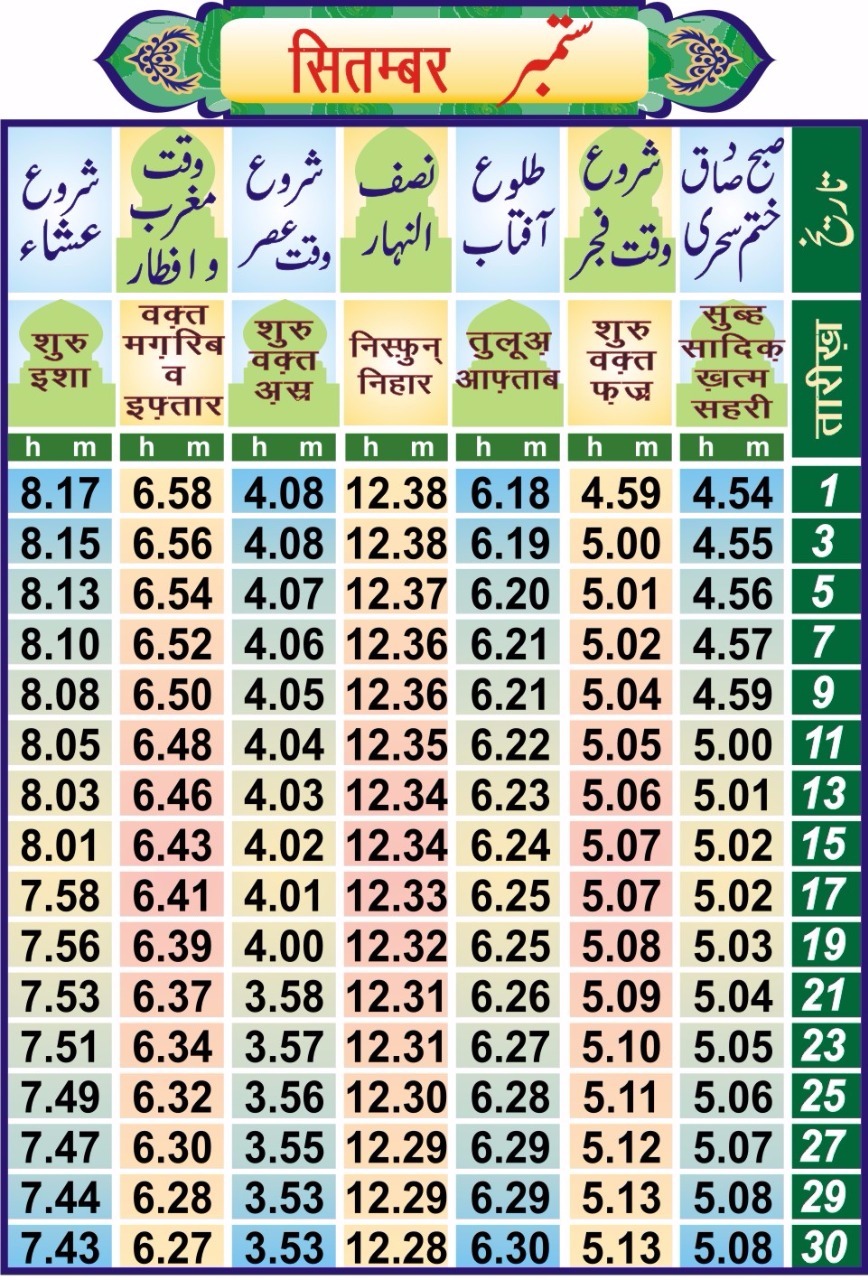 सितम्बर ستمبر
شروع عشاء
وقت مغرب و افطار
شروع وقت عصر
نصف النہار
طلوع آفتاب
شروع وقت فجر
صبح صادق ختم سحری
تاریخ
शुरु इशा
वक़्त मग़रिब व इफ़्तार
शुरु वक़्त अ़स्र
निस्फ़ुन् निहार
तुलूअ़ आफ़्ताब
शुरु वक़्त फ़ज्र
सुब्ह सादिक़ ख़त्म सहरी
तारीख़
h m h m h m h m h m h m h m
8.17 6.58 4.08 12.38 6.18 4.59 4.54 1
8.15 6.56 4.08 12.38 6.19 5.00 4.55 3
8.13 6.54 4.07 12.37 6.20 5.01 4.56 5
8.10 6.52 4.06 12.36 6.21 5.02 4.57 7
8.08 6.50 4.05 12.36 6.21 5.04 4.59 9
8.05 6.48 4.04 12.35 6.22 5.05 5.00 11
8.03 6.46 4.03 12.34 6.23 5.06 5.01 13
8.01 6.43 4.02 12.34 6.24 5.07 5.02 15
7.58 6.41 4.01 12.33 6.25 5.07 5.02 17
7.56 6.39 4.00 12.32 6.25 5.08 5.03 19
7.53 6.37 3.58 12.31 6.26 5.09 5.04 21
7.51 6.34 3.57 12.31 6.27 5.10 5.05 23
7.49 6.32 3.56 12.30 6.28 5.11 5.06 25
7.47 6.30 3.55 12.29 6.29 5.12 5.07 27
7.44 6.28 3.53 12.29 6.29 5.13 5.08 29
7.43 6.27 3.53 12.28 6.30 5.13 5.08 30